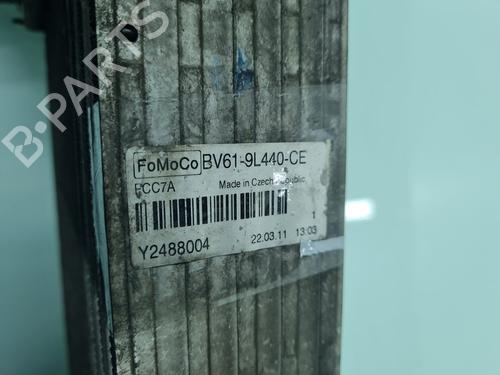 B-PARTS
FoMoCo BV61-9L440-CE
FCC7A Made in Czech Republic
1
Y2488004 22.03.11 13:03